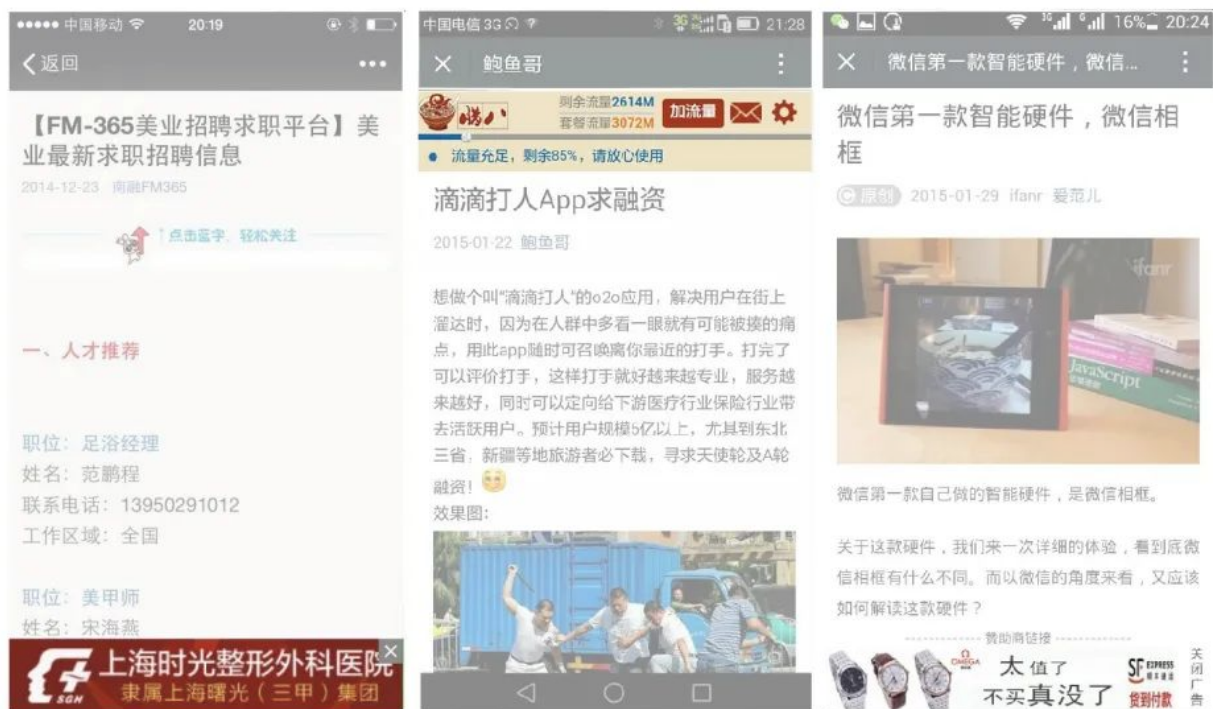 中国移动 20:19
返回
【FM-365美业招聘求职平台】美
业最新求职招聘信息
2014-12-23 南融FM365
点击蓝字，轻松关注
一、人才推荐
职位：足浴经理
姓名：范鹏程
联系电话：13950291012
工作区域：全国
职位：美甲师
姓名：宋海燕
SGH
上海时光整形外科医院
隶属上海曙光（三甲）集团
中国电信 3G 3G 21:28
鲍鱼哥
剩余流量2614M
套餐流量3072M
加流量
流量充足，剩余85%，请放心使用
滴滴打人App求融资
2015-01-22 鲍鱼哥
想做个叫“滴滴打人”的o2o应用，解决用户在街上
溜达时，因为在人群中多看一眼就有可能被揍的痛
点，用此app随时可召唤离你最近的打手。打完了
可以评价打手，这样打手就好越来越专业，服务越
来越好，同时可以定向给下游医疗行业保险行业带
去活跃用户。预计用户规模5亿以上，尤其到东北
三省，新疆等地旅游者必下载，寻求天使轮及A轮
融资！
效果图：
3G G 16% 20:24
微信第一款智能硬件，微信...
微信第一款智能硬件，微信相
框
原创 2015-01-29 ifanr 爱范儿
ifanr
JavaScript
微信第一款自己做的智能硬件，是微信相框。
关于这款硬件，我们来一次详细的体验，看到底微
信相框有什么不同。而以微信的角度来看，又应该
如何解读这款硬件？
赞助商链接
Ω
OMEGA
太值了
不买真没了
SF EXPRESS
顺丰速运
货到付款
关闭广告